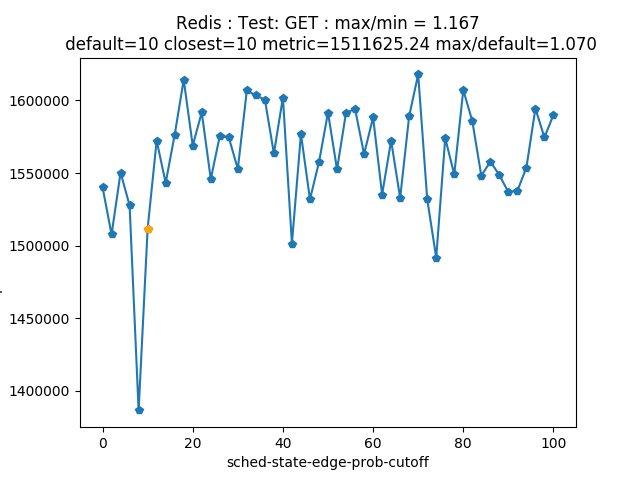 Redis : Test: GET : max/min = 1.167
default=10 closest=10 metric=1511625.24 max/default=1.070
1600000
1550000
1500000
1450000
1400000
0 20 40 60 80 100
sched-state-edge-prob-cutoff